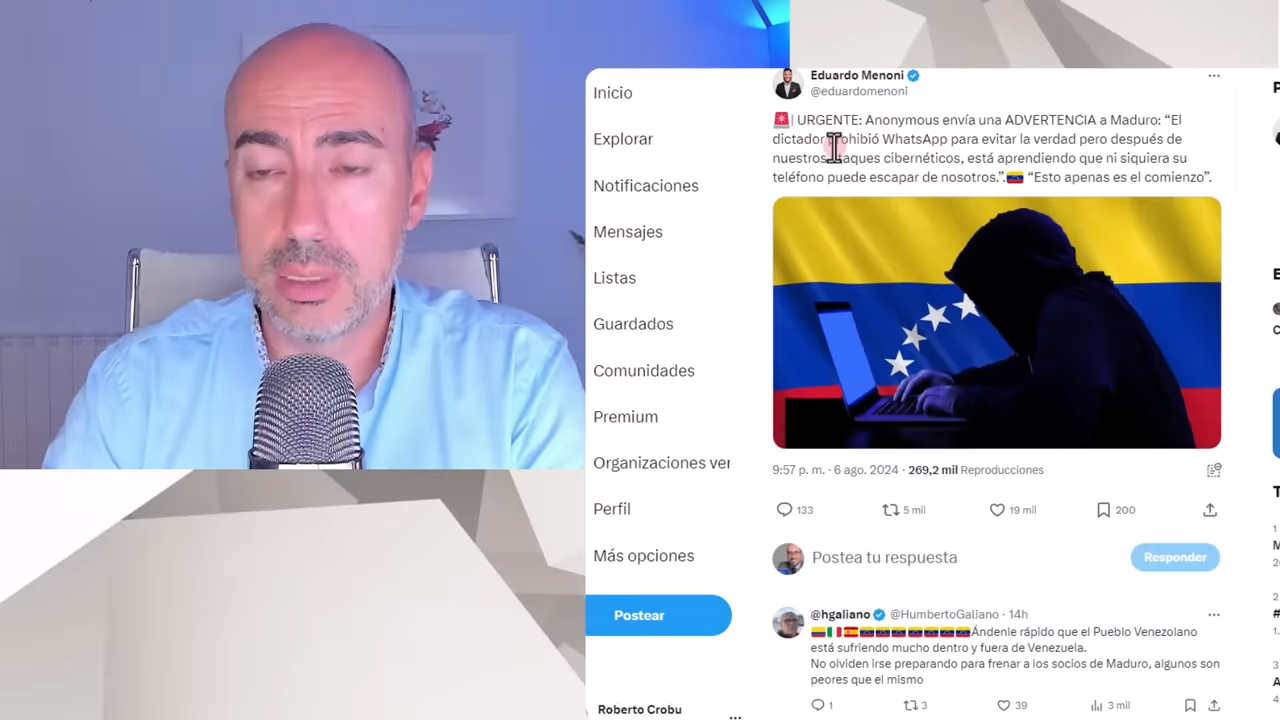 Inicio
Explorar
Notificaciones
Mensajes
Listas
Guardados
Comunidades
Premium
Organizaciones ver
Perfil
Más opciones
Postear
Roberto Crobu
Eduardo Menoni
@eduardomenoni
🚨| URGENTE: Anonymous envía una ADVERTENCIA a Maduro: “El
dictador prohibió WhatsApp para evitar la verdad pero después de
nuestros ataques cibernéticos, está aprendiendo que ni siquiera su
teléfono puede escapar de nosotros.”.🇻🇪 “Esto apenas es el comienzo”.
9:57 p. m. · 6 ago. 2024 · 269,2 mil Reproducciones
133 5 mil 19 mil 200
Postea tu respuesta
Responder
@hgaliano @HumbertoGaliano · 14h
🇨🇴🇮🇹🇪🇸🇻🇪🇻🇪🇻🇪🇻🇪🇻🇪🇻🇪🇻🇪Ándenle rápido que el Pueblo Venezolano
está sufriendo mucho dentro y fuera de Venezuela.
No olviden irse preparando para frenar a los socios de Maduro, algunos son
peores que el mismo
1 3 39 3 mil